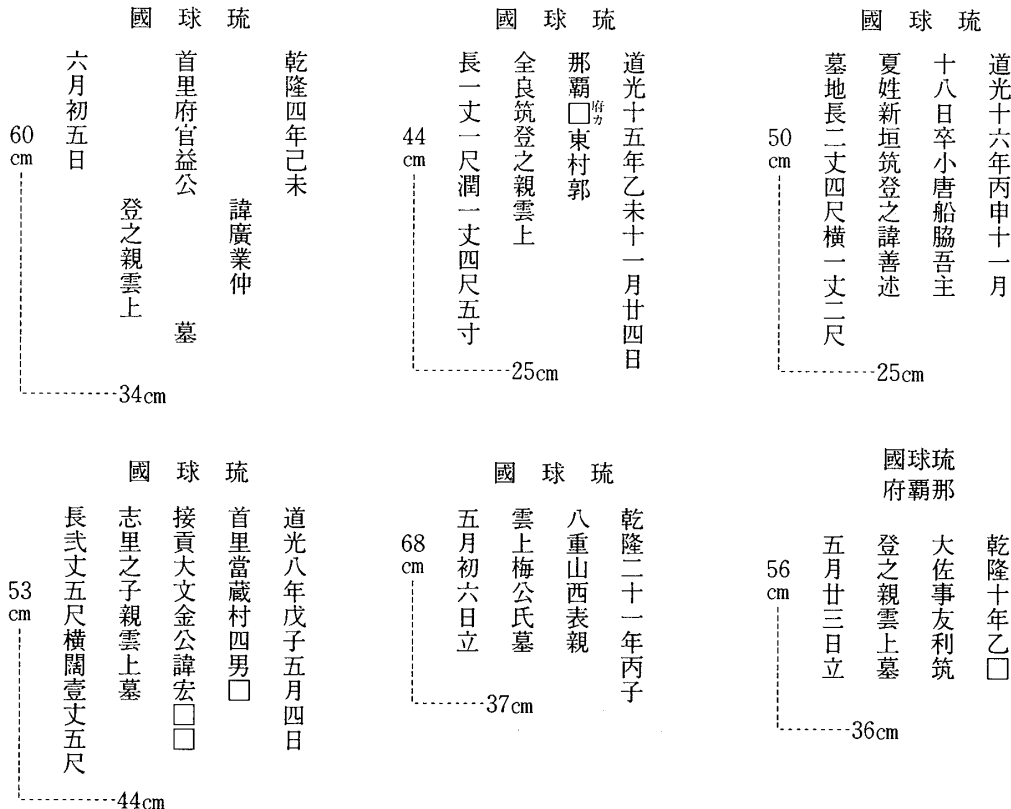 琉球國
道光十六年丙申十一月
十八日卒小唐船脇吾主
夏姓新垣筑登之諱善述
墓地長二丈四尺横一丈二尺
50
cm
25cm
琉球國
道光十五年乙未十一月廿四日
那覇□府カ東村郭
全良筑登之親雲上
長一丈一尺潤一丈四尺五寸
44
cm
25cm
琉球國
乾隆四年己未
諱廣業仲
首里府官益公墓
登之親雲上
六月初五日
60
cm
34cm
琉球國
那覇府
乾隆十年乙□
大佐事友利筑
登之親雲上墓
五月廿三日立
56
cm
36cm
琉球國
乾隆二十一年丙子
八重山西表親
雲上梅公氏墓
五月初六日立
68
cm
37cm
琉球國
道光八年戊子五月四日
首里當蔵村四男□
接貢大文金公諱宏□□
志里之子親雲上墓
長弐丈五尺横闊壹丈五尺
53
cm
44cm